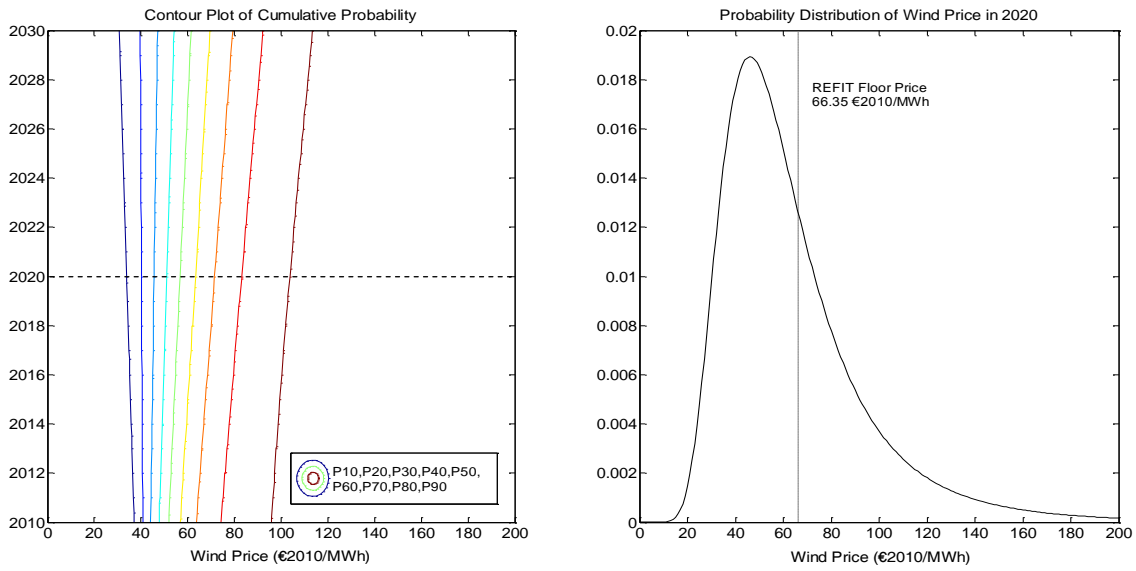 Contour Plot of Cumulative Probability
2030
2028
2026
2024
2022
2020
2018
2016
2014
2012
2010
0 20 40 60 80 100 120 140 160 180 200
Wind Price (€2010/MWh)
P10,P20,P30,P40,P50,
P60,P70,P80,P90
Probability Distribution of Wind Price in 2020
0.02
0.018
0.016
0.014
0.012
0.01
0.008
0.006
0.004
0.002
0
0 20 40 60 80 100 120 140 160 180 200
Wind Price (€2010/MWh)
REFIT Floor Price
66.35 €2010/MWh